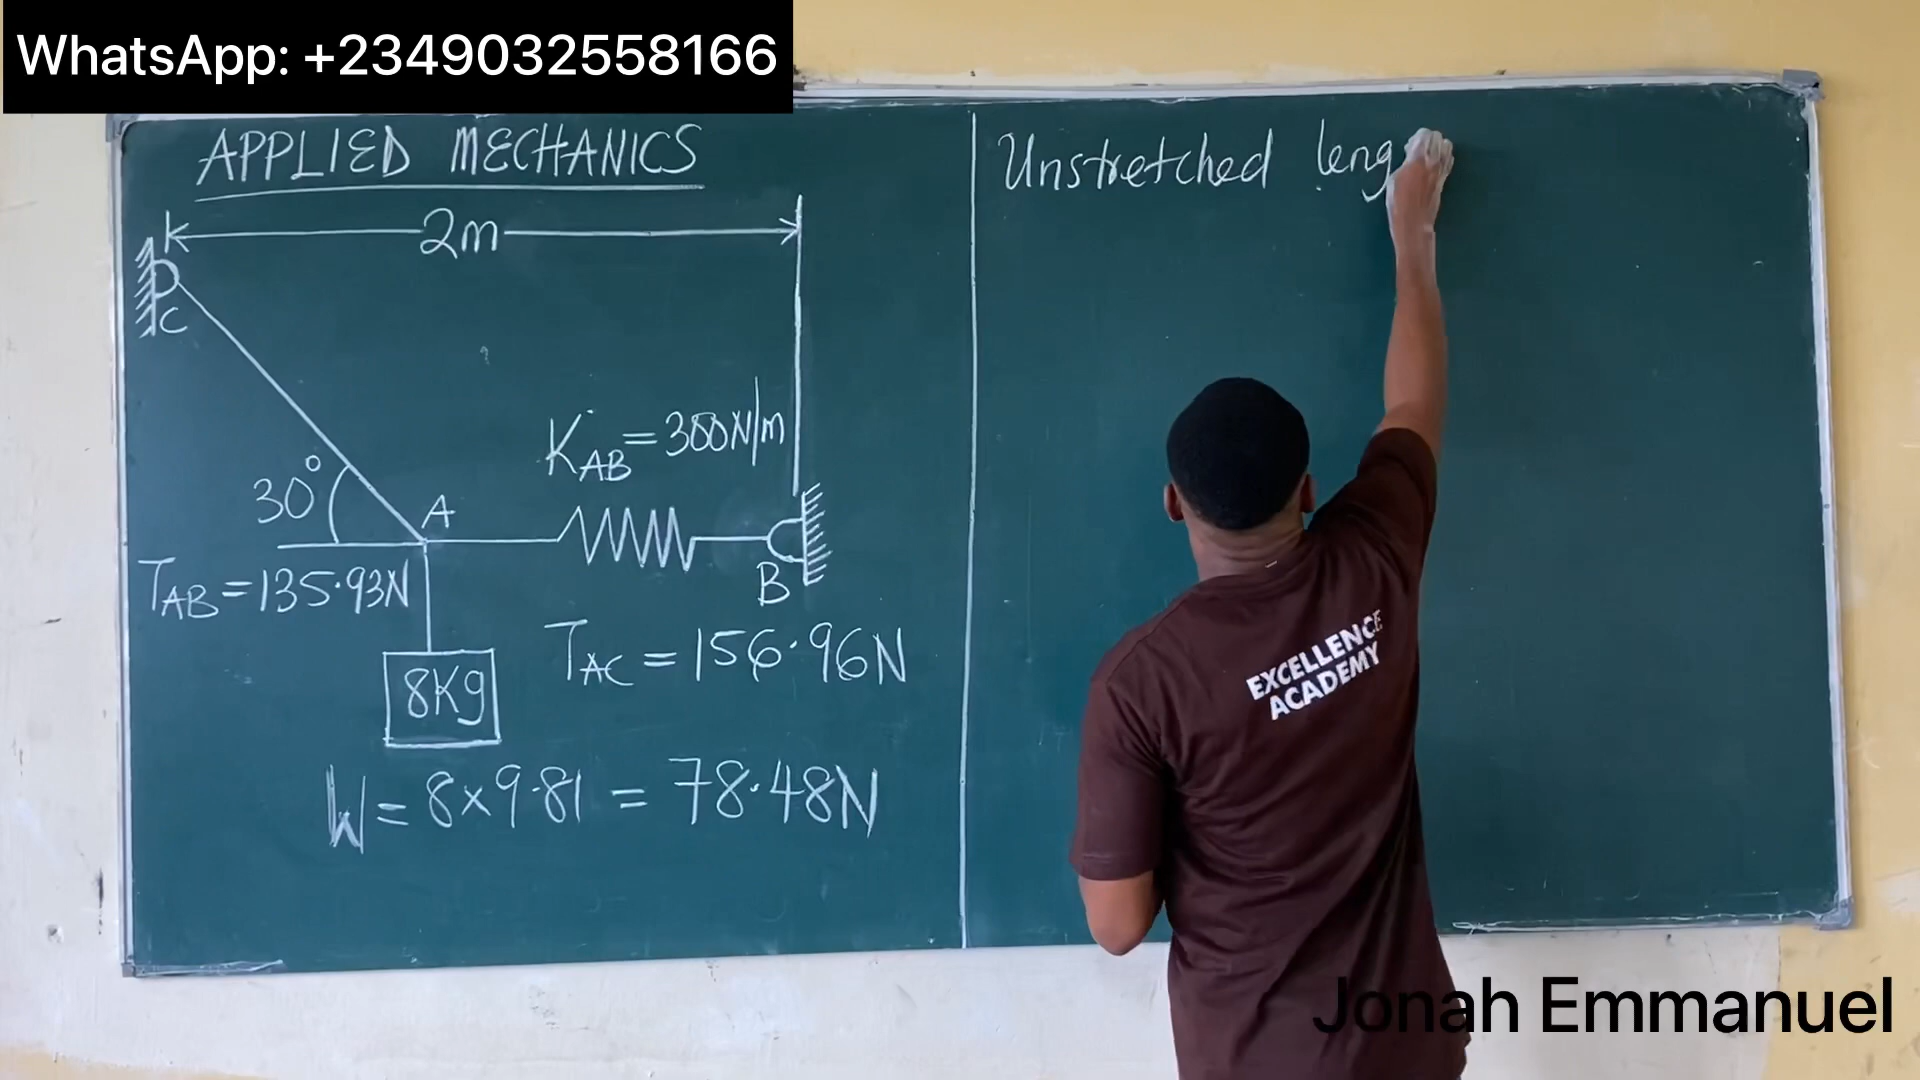 WhatsApp: +2349032558166
APPLIED MECHANICS
2m
C
30°
A
K_AB = 300N/m
B
T_AB = 135.93N
T_AC = 156.96N
8Kg
W = 8×9.81 = 78.48N
Unstretched leng
EXCELLENCE
ACADEMY
Jonah Emmanuel